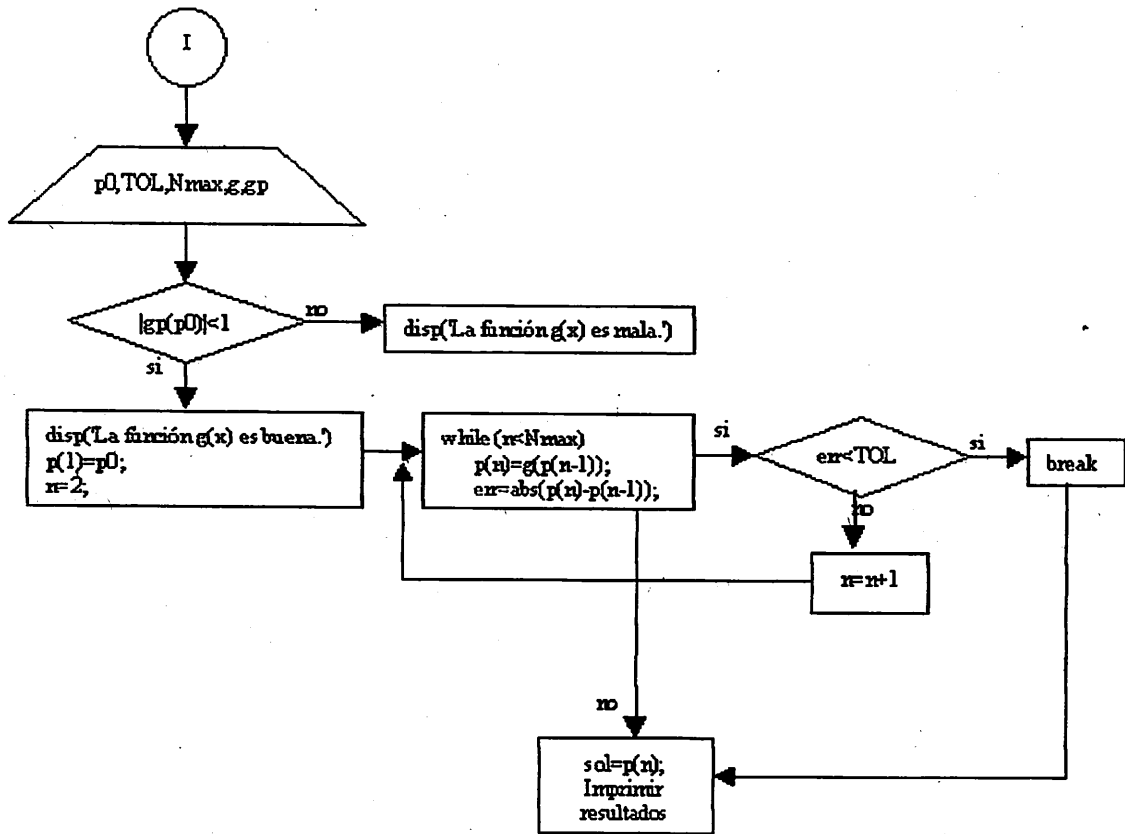 I
p0,TOL,Nmax,g,gp
|gp(p0)|<1
no
disp('La función g(x) es mala.')
si
disp('La función g(x) es buena.')
p(1)=p0;
n=2;
while (n<Nmax)
p(n)=g(p(n-1));
err=abs(p(n)-p(n-1));
si
err<TOL
si
break
no
n=n+1
no
sol=p(n);
Imprimir
resultados